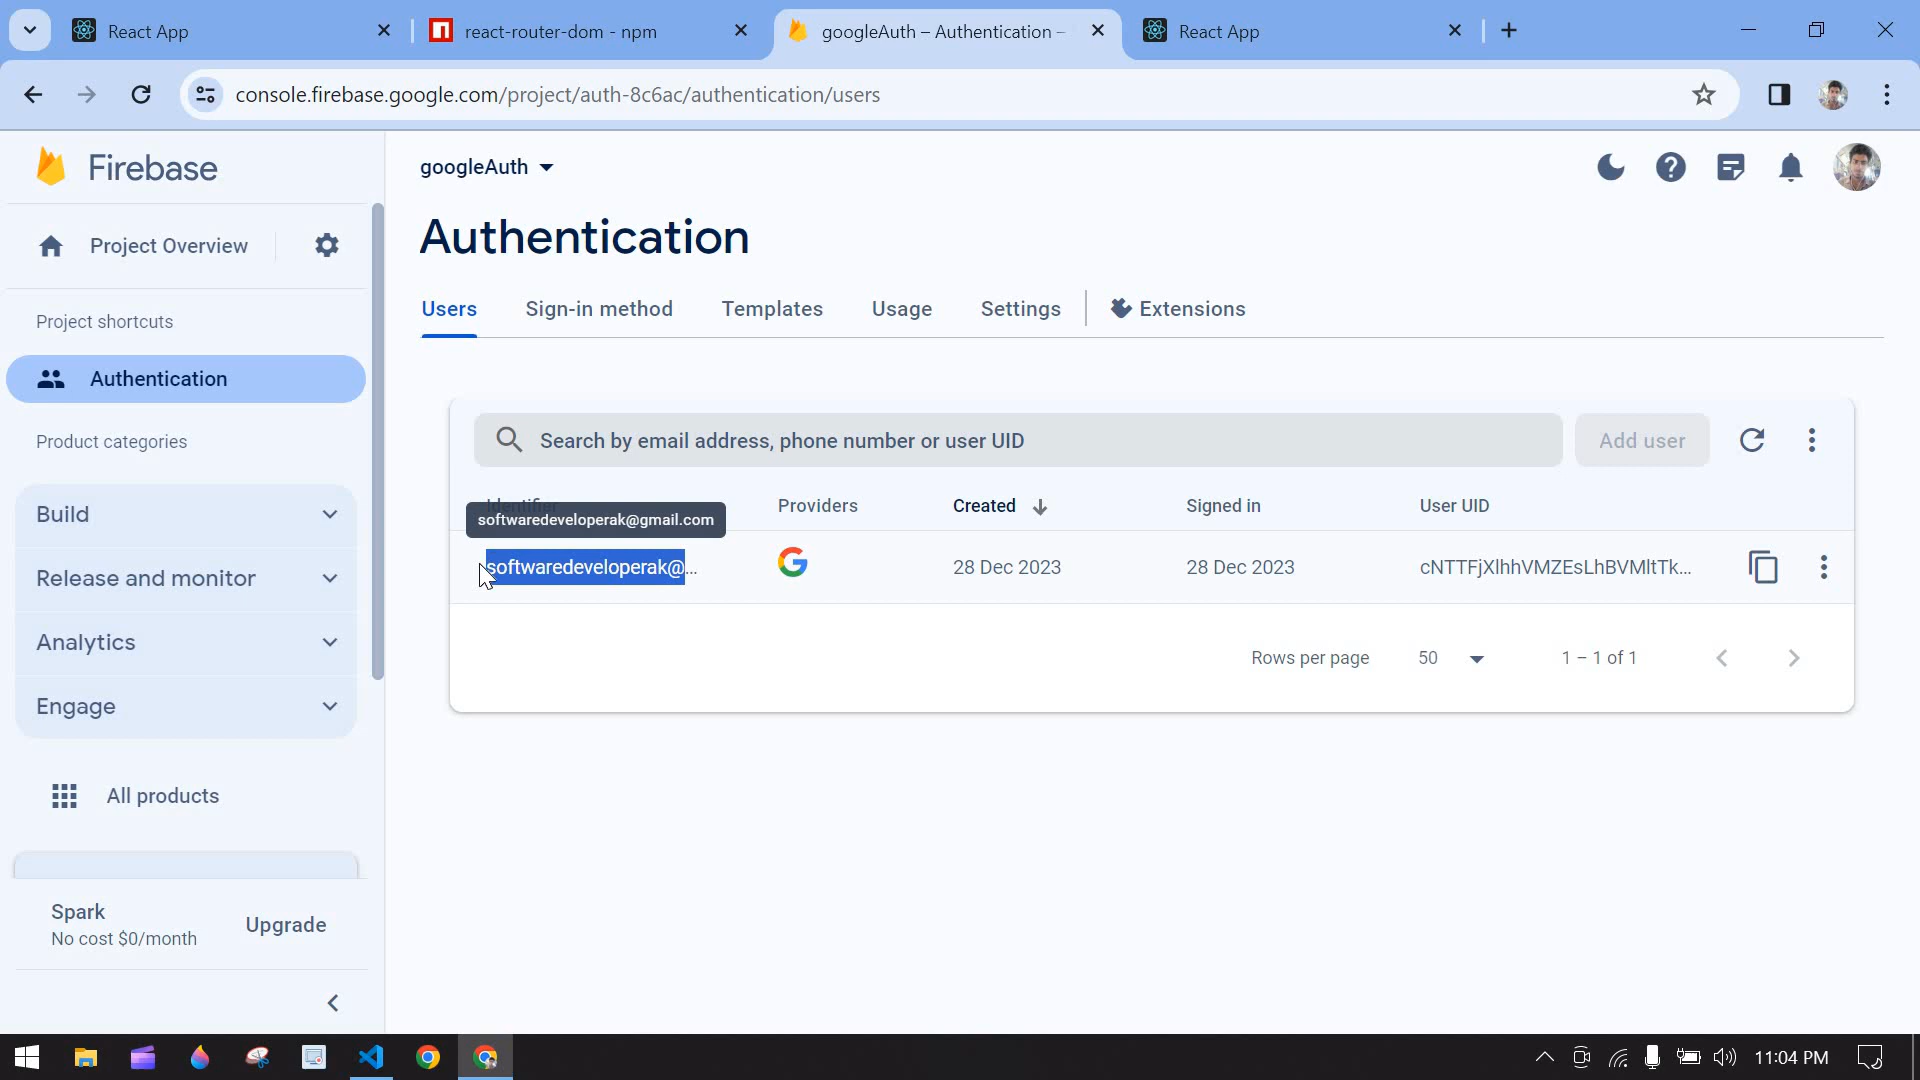 React App
react-router-dom - npm
googleAuth – Authentication –
React App
console.firebase.google.com/project/auth-8c6ac/authentication/users
Firebase
googleAuth
Project Overview
Authentication
Users
Sign-in method
Templates
Usage
Settings
Extensions
Project shortcuts
Authentication
Product categories
Build
Release and monitor
Analytics
Engage
All products
Spark
No cost $0/month
Upgrade
Search by email address, phone number or user UID
Add user
Identifier
Providers
Created
Signed in
User UID
softwaredeveloperak@gmail.com
softwaredeveloperak@...
28 Dec 2023
28 Dec 2023
cNTTFjXlhhVMZEsLhBVMltTk...
Rows per page
50
1 – 1 of 1
11:04 PM